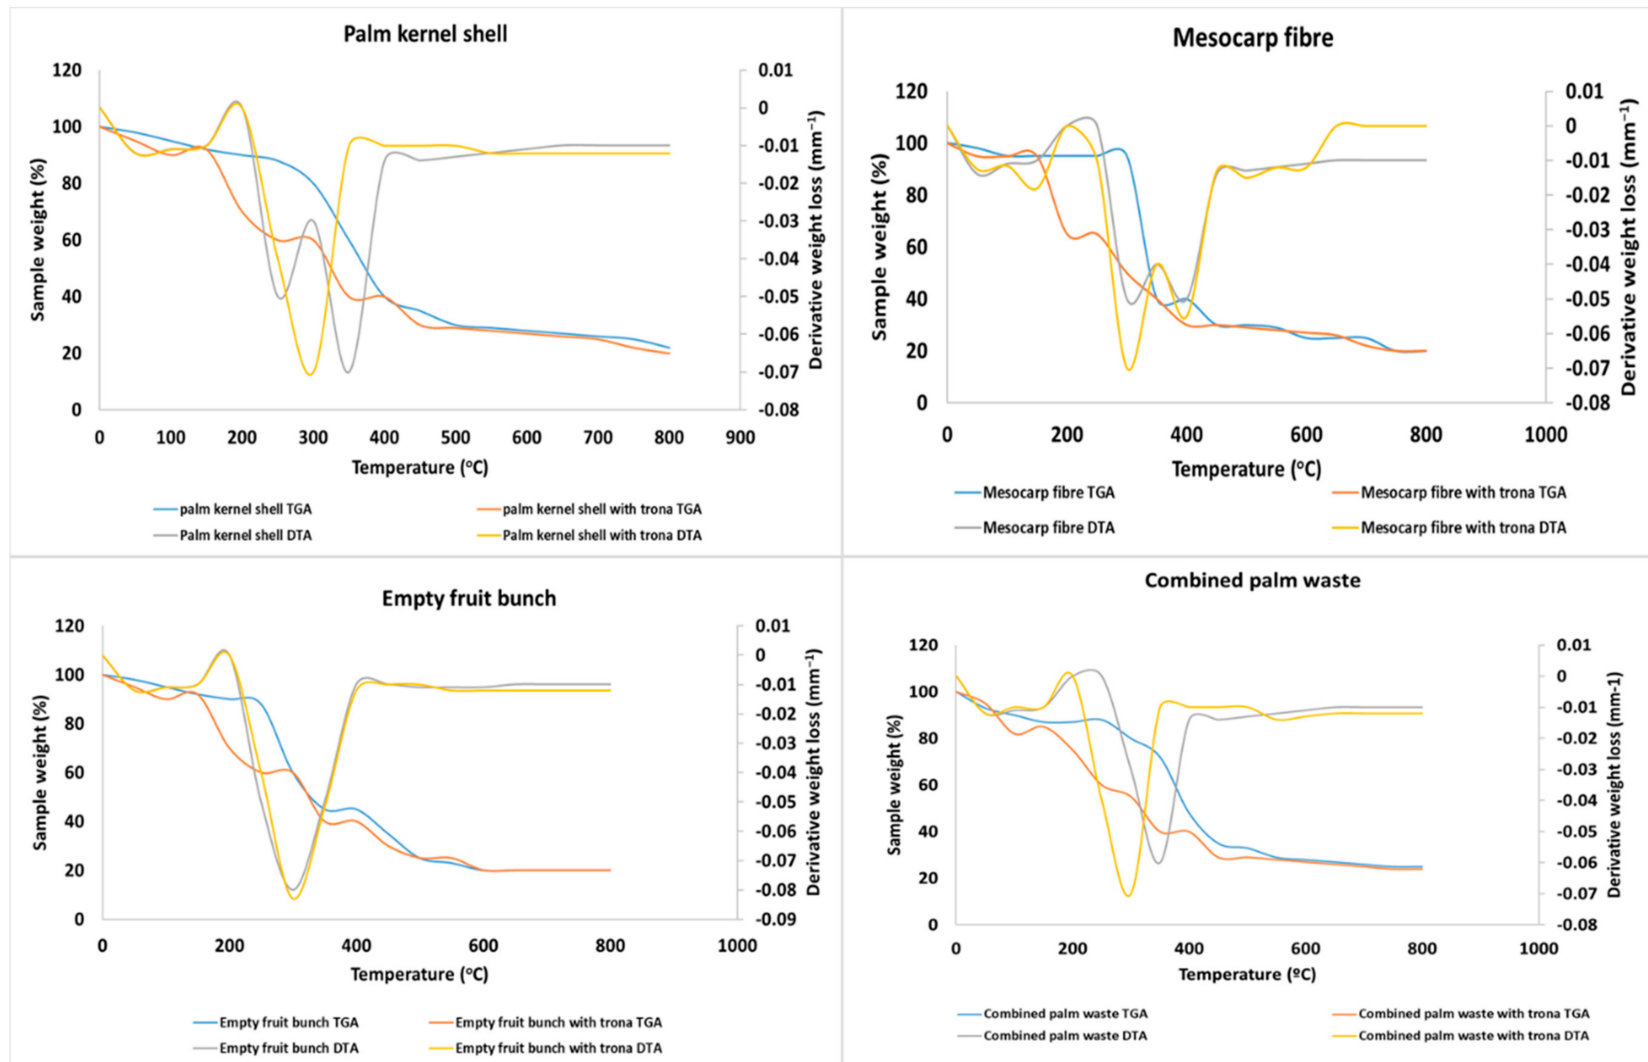 Palm kernel shell
120
100
80
60
40
20
0
Sample weight (%)
0.01
0
-0.01
-0.02
-0.03
-0.04
-0.05
-0.06
-0.07
-0.08
Derivative weight loss (mm⁻¹)
0 100 200 300 400 500 600 700 800 900
Temperature (°C)
palm kernel shell TGA
palm kernel shell with trona TGA
Palm kernel shell DTA
Palm kernel shell with trona DTA
Mesocarp fibre
120
100
80
60
40
20
0
Sample weight (%)
0.01
0
-0.01
-0.02
-0.03
-0.04
-0.05
-0.06
-0.07
-0.08
Derivative weight loss (mm⁻¹)
0 200 400 600 800 1000
Temperature (°C)
Mesocarp fibre TGA
Mesocarp fibre with trona TGA
Mesocarp fibre DTA
Mesocarp fibre with trona DTA
Empty fruit bunch
120
100
80
60
40
20
0
Sample weight (%)
0.01
0
-0.01
-0.02
-0.03
-0.04
-0.05
-0.06
-0.07
-0.08
-0.09
Derivative weight loss (mm⁻¹)
0 200 400 600 800 1000
Temperature (°C)
Empty fruit bunch TGA
Empty fruit bunch with trona TGA
Empty fruit bunch DTA
Empty fruit bunch with trona DTA
Combined palm waste
120
100
80
60
40
20
0
Sample weight (%)
0.01
0
-0.01
-0.02
-0.03
-0.04
-0.05
-0.06
-0.07
-0.08
Derivative weight loss (mm-1)
0 200 400 600 800 1000
Temperature (ºC)
Combined palm waste TGA
Combined palm waste with trona TGA
Combined palm waste DTA
Combined palm waste with trona DTA